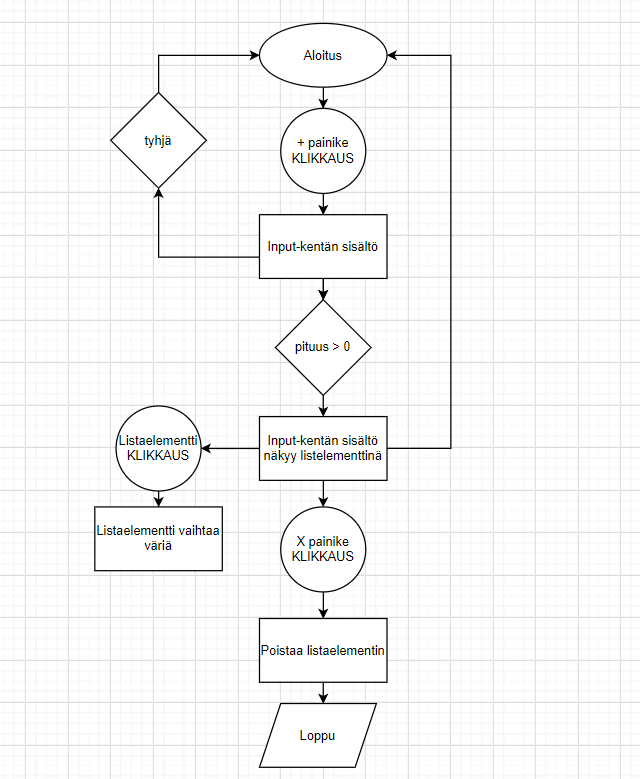 Aloitus
tyhjä
+ painike
KLIKKAUS
Input-kentän sisältö
pituus > 0
Listaelementti
KLIKKAUS
Input-kentän sisältö
näkyy listelementtinä
Listaelementti vaihtaa
väriä
X painike
KLIKKAUS
Poistaa listaelementin
Loppu